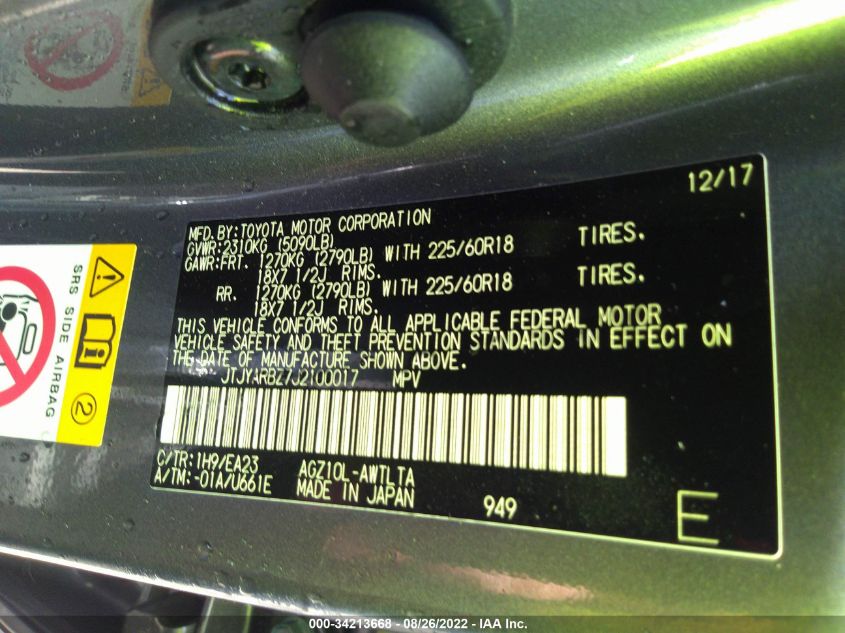 12/17
MFD.BY:TOYOTA MOTOR CORPORATION
GVWR:2310KG (5090LB)
GAWR:FRT. 1270KG (2790LB) WITH 225/60R18 TIRES.
18X7 1/2J RIMS.
RR. 1270KG (2790LB) WITH 225/60R18 TIRES.
18X7 1/2J RIMS.
THIS VEHICLE CONFORMS TO ALL APPLICABLE FEDERAL MOTOR
VEHICLE SAFETY AND THEFT PREVENTION STANDARDS IN EFFECT ON
THE DATE OF MANUFACTURE SHOWN ABOVE.
JTJYARBZ7J2100017 MPV
C/TR:1H9/EA23 AGZ10L-AWTLTA
A/TM:-01A/U661E MADE IN JAPAN 949 E
SRS SIDE AIRBAG
2
000-34213668 - 08/26/2022 - IAA Inc.